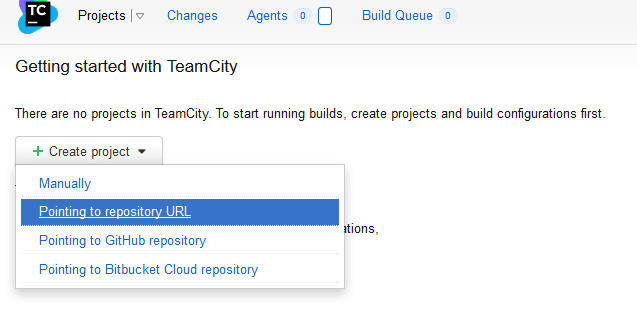 TC
Projects
Changes
Agents 0
Build Queue 0
Getting started with TeamCity
There are no projects in TeamCity. To start running builds, create projects and build configurations first.
+ Create project
Manually
Pointing to repository URL
ations,
Pointing to GitHub repository
Pointing to Bitbucket Cloud repository